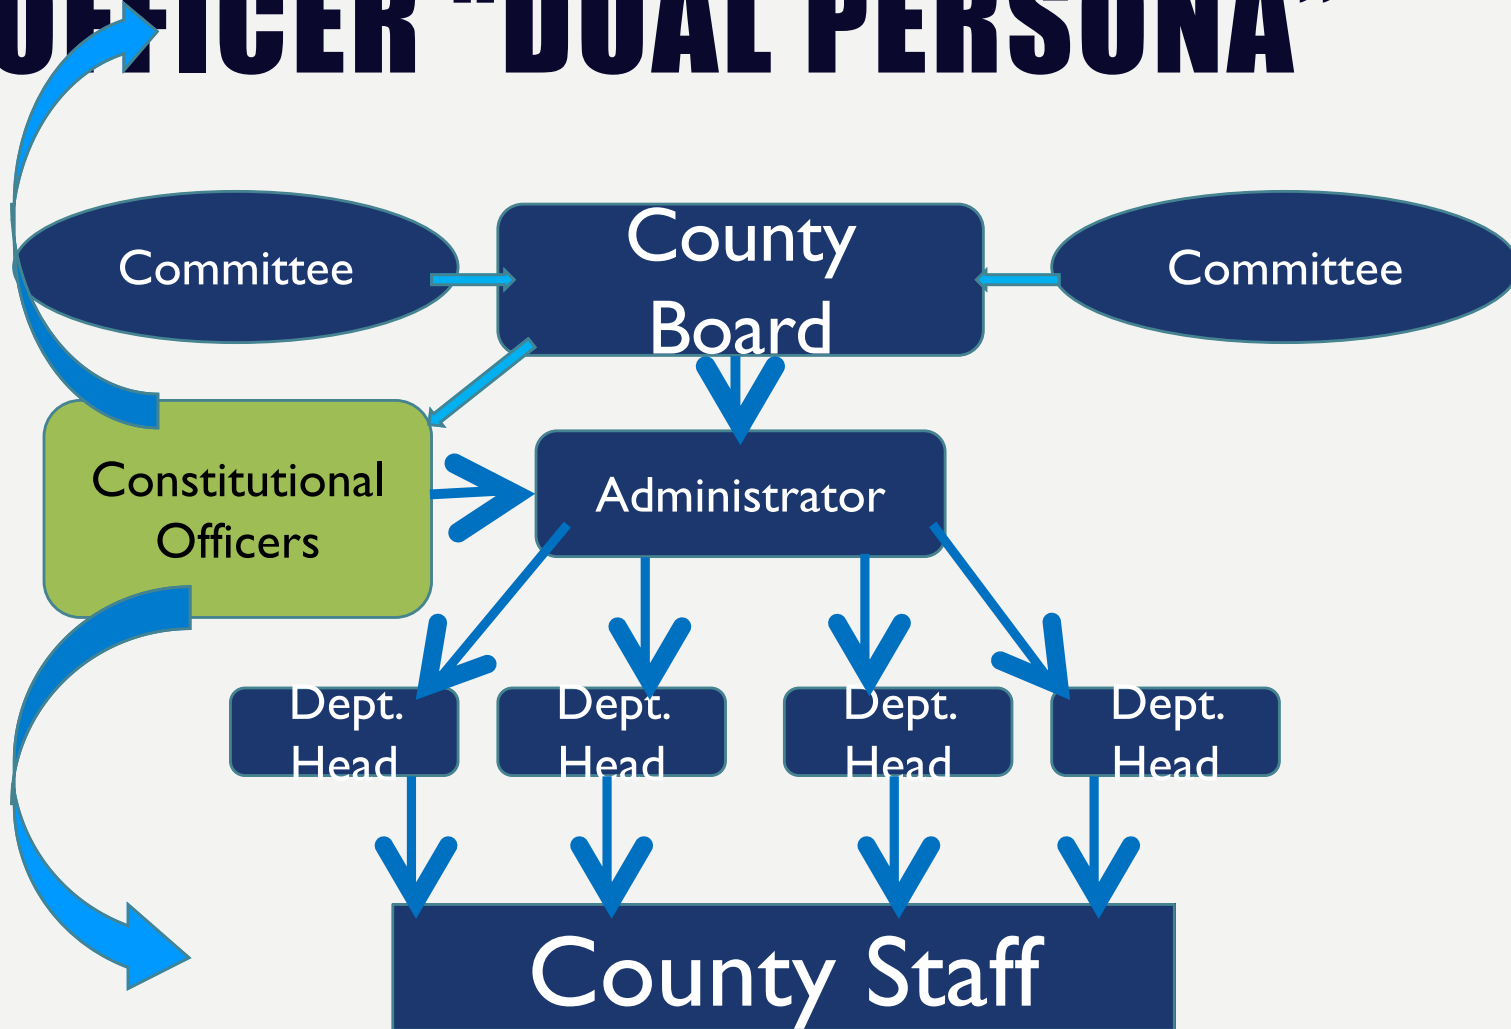 OFFICER “DUAL PERSONA”
Committee
County
Board
Committee
Constitutional
Officers
Administrator
Dept.
Head
Dept.
Head
Dept.
Head
Dept.
Head
County Staff